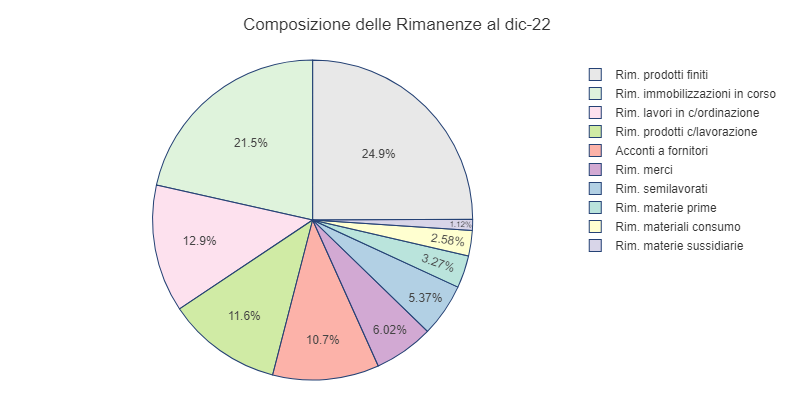 Composizione delle Rimanenze al dic-22
24.9%
21.5%
12.9%
11.6%
10.7%
6.02%
5.37%
3.27%
2.58%
1.12%
Rim. prodotti finiti
Rim. immobilizzazioni in corso
Rim. lavori in c/ordinazione
Rim. prodotti c/lavorazione
Acconti a fornitori
Rim. merci
Rim. semilavorati
Rim. materie prime
Rim. materiali consumo
Rim. materie sussidiarie